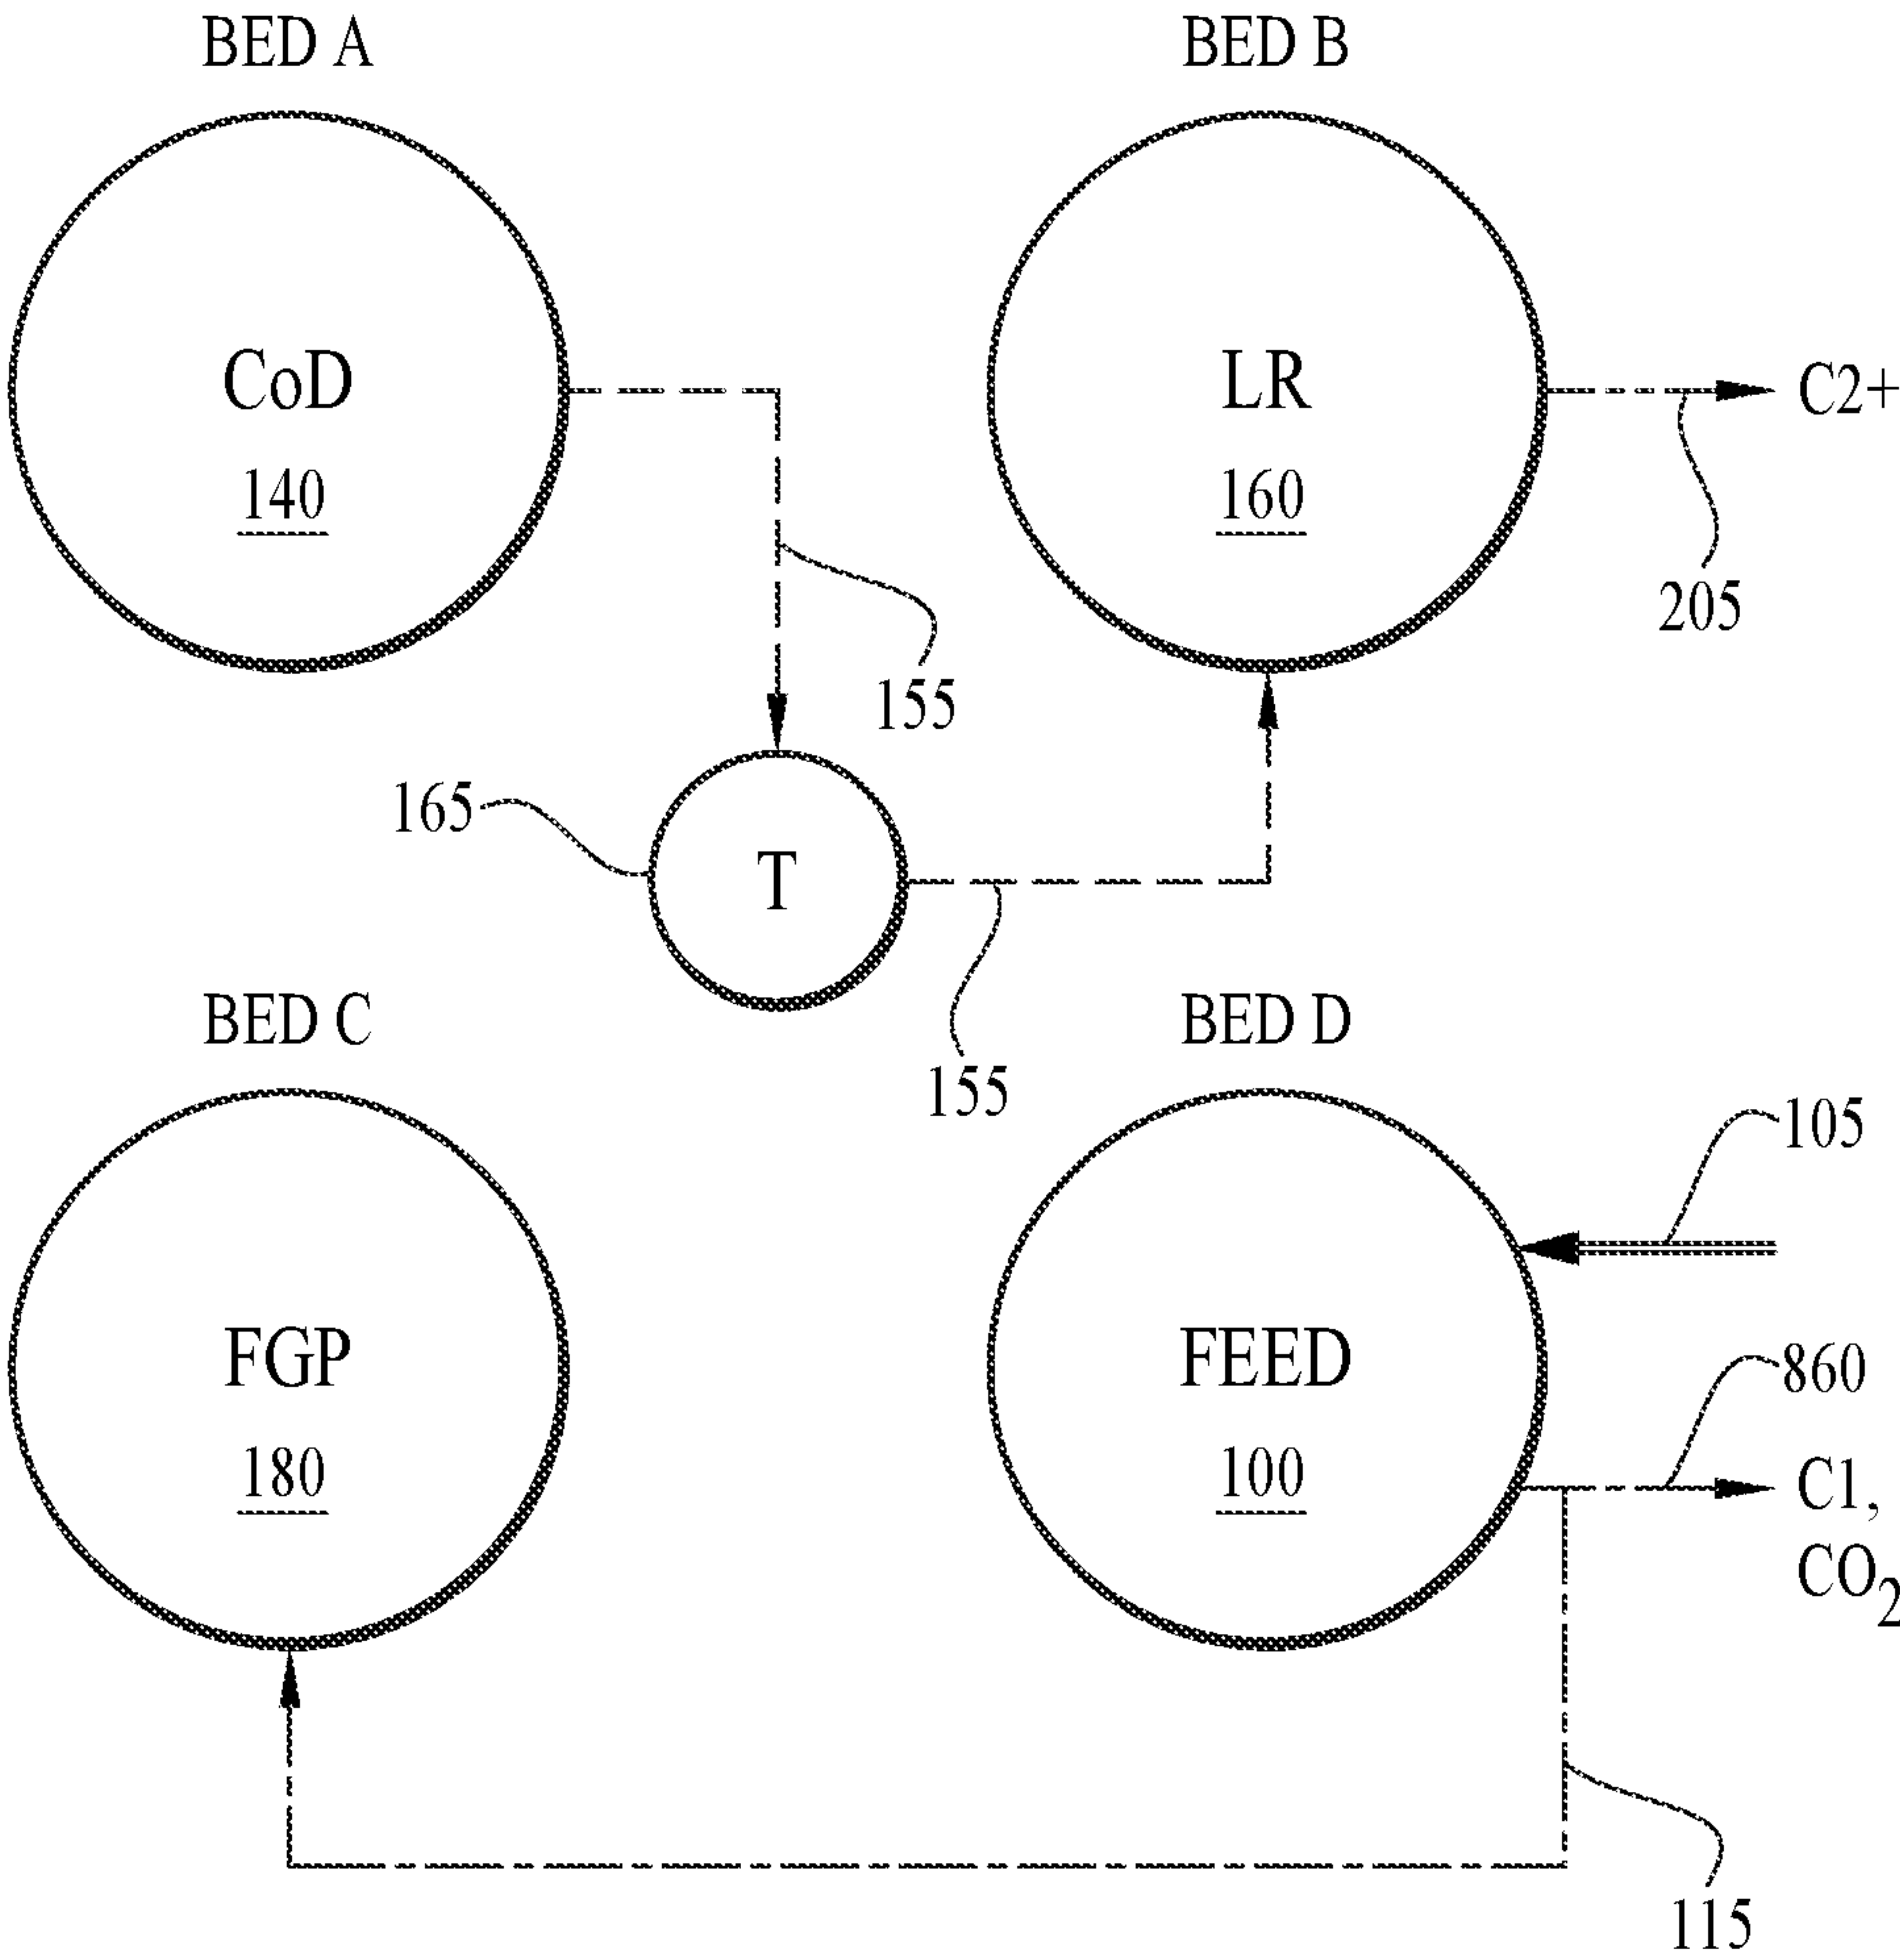 BED A
BED B
CoD
140
LR
160
C2+
205
155
165
T
155
BED C
BED D
105
FGP
180
FEED
100
860
C1,
CO₂
115